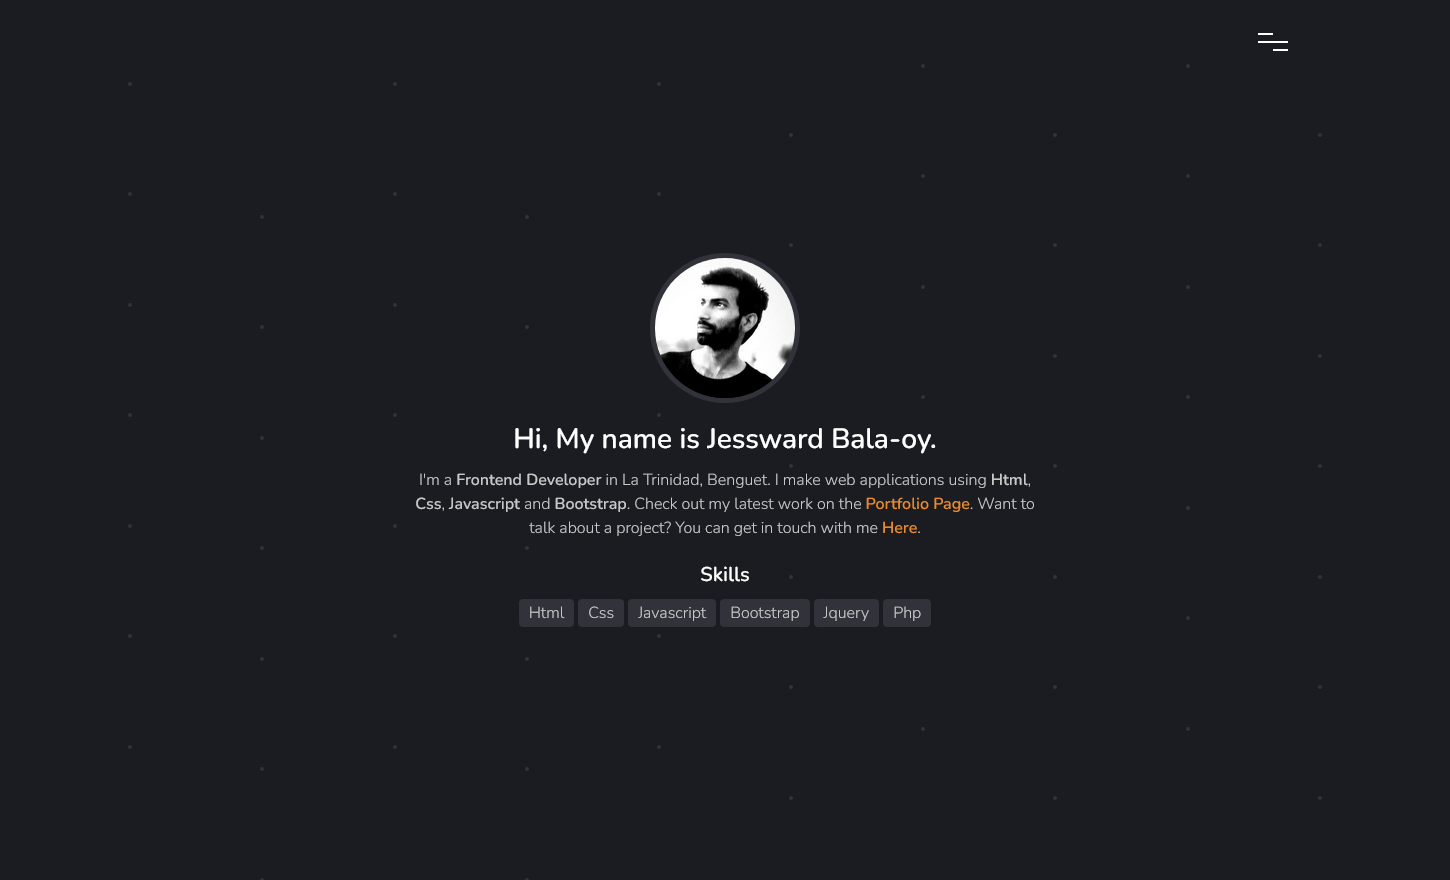 Hi, My name is Jessward Bala-oy.
I'm a Frontend Developer in La Trinidad, Benguet. I make web applications using Html,
Css, Javascript and Bootstrap. Check out my latest work on the Portfolio Page. Want to
talk about a project? You can get in touch with me Here.
Skills
Html Css Javascript Bootstrap Jquery Php